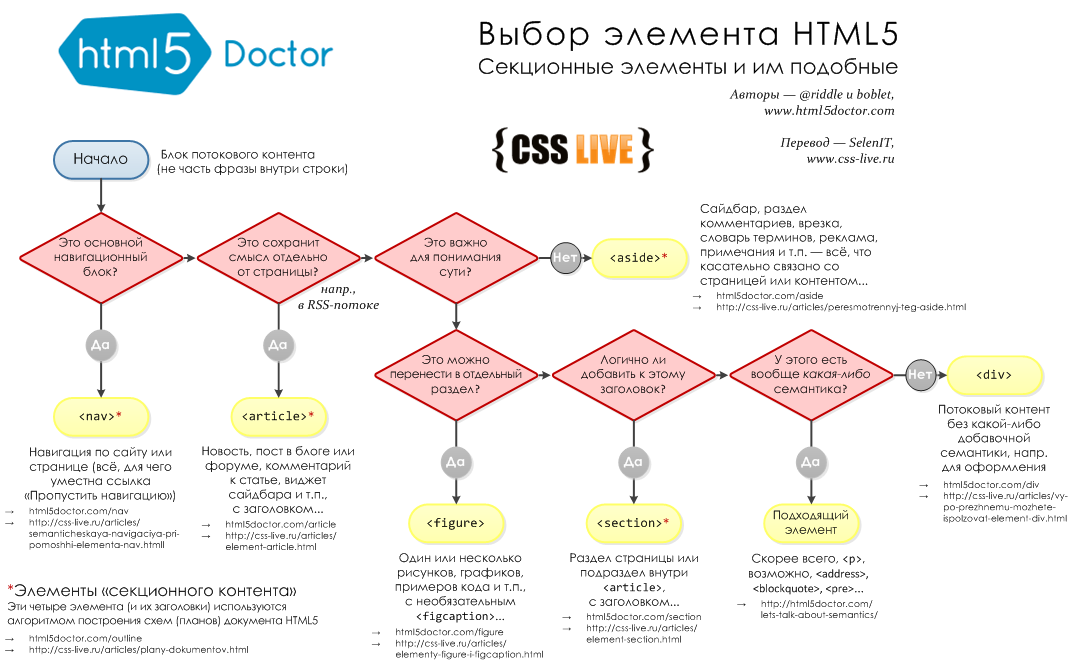 html5 Doctor
Выбор элемента HTML5
Секционные элементы и им подобные
Авторы — @riddle и boblet,
www.html5doctor.com
Перевод — SelenIT,
www.css-live.ru
{CSS LIVE}
Начало
Блок потокового контента
(не часть фразы внутри строки)
Это основной
навигационный
блок?
Это сохранит
смысл отдельно
от страницы?
напр.,
в RSS-потоке
Это важно
для понимания
сути?
Нет
<aside>*
Сайдбар, раздел
комментариев, врезка,
словарь терминов, реклама,
примечания и т.п. — всё, что
касательно связано со
страницей или контентом...
→ html5doctor.com/aside
→ http://css-live.ru/articles/peresmotrennyj-teg-aside.html
Да
Да
<nav>*
Навигация по сайту или
странице (всё, для чего
уместна ссылка
«Пропустить навигацию»)
→ html5doctor.com/nav
→ http://css-live.ru/articles/
semanticheskaya-navigaciya-pri-
pomoshhi-elementa-nav.htmll
<article>*
Новость, пост в блоге или
форуме, комментарий
к статье, виджет
сайдбара и т.п.,
с заголовком...
→ html5doctor.com/article
→ http://css-live.ru/articles/
element-article.html
Это можно
перенести в отдельный
раздел?
Логично ли
добавить к этому
заголовок?
У этого есть
вообще какая-либо
семантика?
Нет
<div>
Потоковый контент
без какой-либо
добавочной
семантики, напр.
для оформления
→ html5doctor.com/div
→ http://css-live.ru/articles/vy-
po-prezhnemu-mozhete-
ispolzovat-element-div.html
Да
Да
Да
<figure>
Один или несколько
рисунков, графиков,
примеров кода и т.п.,
с необязательным
<figcaption>...
→ html5doctor.com/figure
→ http://css-live.ru/articles/
elementy-figure-i-figcaption.html
<section>*
Раздел страницы или
подраздел внутри
<article>,
с заголовком...
→ html5doctor.com/section
→ http://css-live.ru/articles/
element-section.html
Подходящий
элемент
Скорее всего, <p>,
возможно, <address>,
<blockquote>, <pre>...
→ http://html5doctor.com/
lets-talk-about-semantics/
*Элементы «секционного контента»
Эти четыре элемента (и их заголовки) используются
алгоритмом построения схем (планов) документа HTML5
→ html5doctor.com/outline
→ http://css-live.ru/articles/plany-dokumentov.html